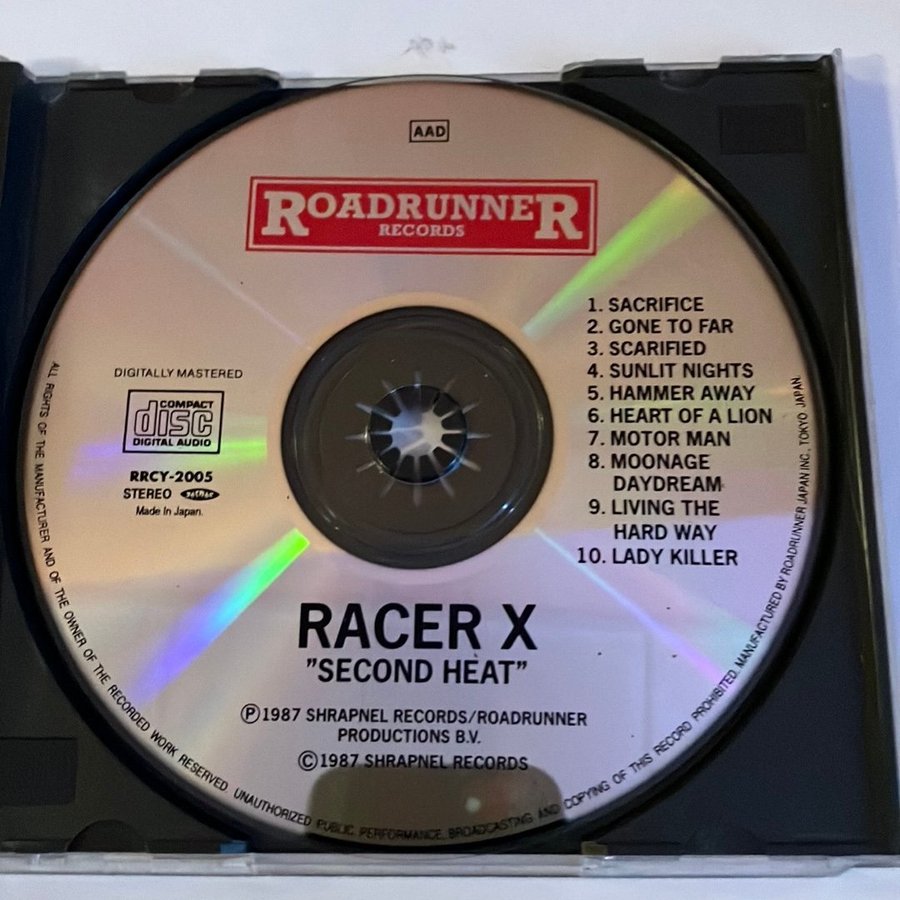 AAD
ROADRUNNER
RECORDS
1. SACRIFICE
2. GONE TO FAR
3. SCARIFIED
4. SUNLIT NIGHTS
5. HAMMER AWAY
6. HEART OF A LION
7. MOTOR MAN
8. MOONAGE
DAYDREAM
9. LIVING THE
HARD WAY
10. LADY KILLER
DIGITALLY MASTERED
COMPACT
disc
DIGITAL AUDIO
RRCY-2005
STEREO
Made in Japan.
RACER X
"SECOND HEAT"
Ⓟ1987 SHRAPNEL RECORDS/ROADRUNNER
PRODUCTIONS B.V.
©1987 SHRAPNEL RECORDS
ALL RIGHTS OF THE MANUFACTURER AND OF THE OWNER OF THE RECORDED WORK RESERVED. UNAUTHORIZED PUBLIC PERFORMANCE, BROADCASTING AND COPYING OF THIS RECORD PROHIBITED. MANUFACTURED BY ROADRUNNER JAPAN INC. TOKYO JAPAN.